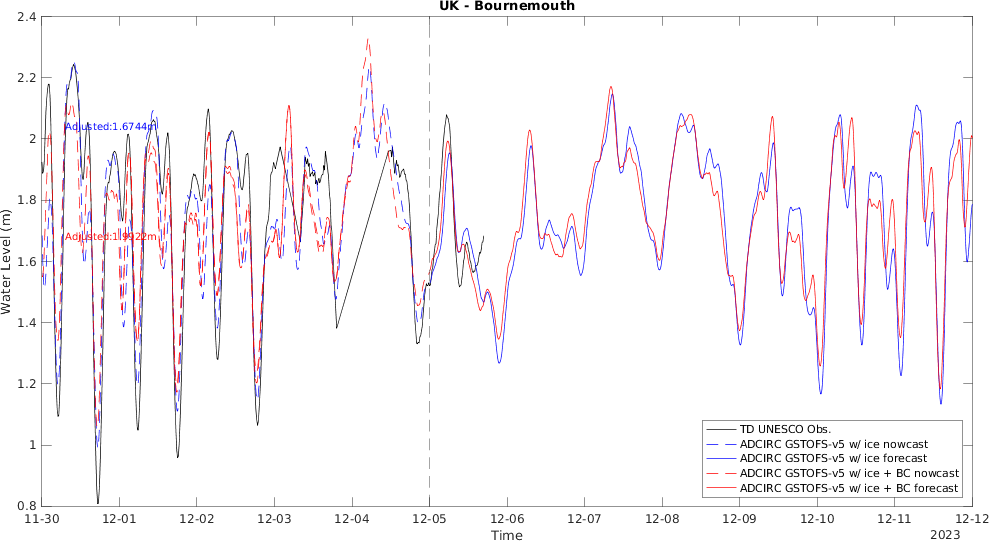 UK - Bournemouth
2.4
2.2
2
1.8
1.6
1.4
1.2
1
0.8
Water Level (m)
Adjusted:1.6744m
Adjusted:1.9922m
TD UNESCO Obs.
ADCIRC GSTOFS-v5 w/ ice nowcast
ADCIRC GSTOFS-v5 w/ ice forecast
ADCIRC GSTOFS-v5 w/ ice + BC nowcast
ADCIRC GSTOFS-v5 w/ ice + BC forecast
11-30 12-01 12-02 12-03 12-04 12-05 12-06 12-07 12-08 12-09 12-10 12-11 12-12
Time
2023